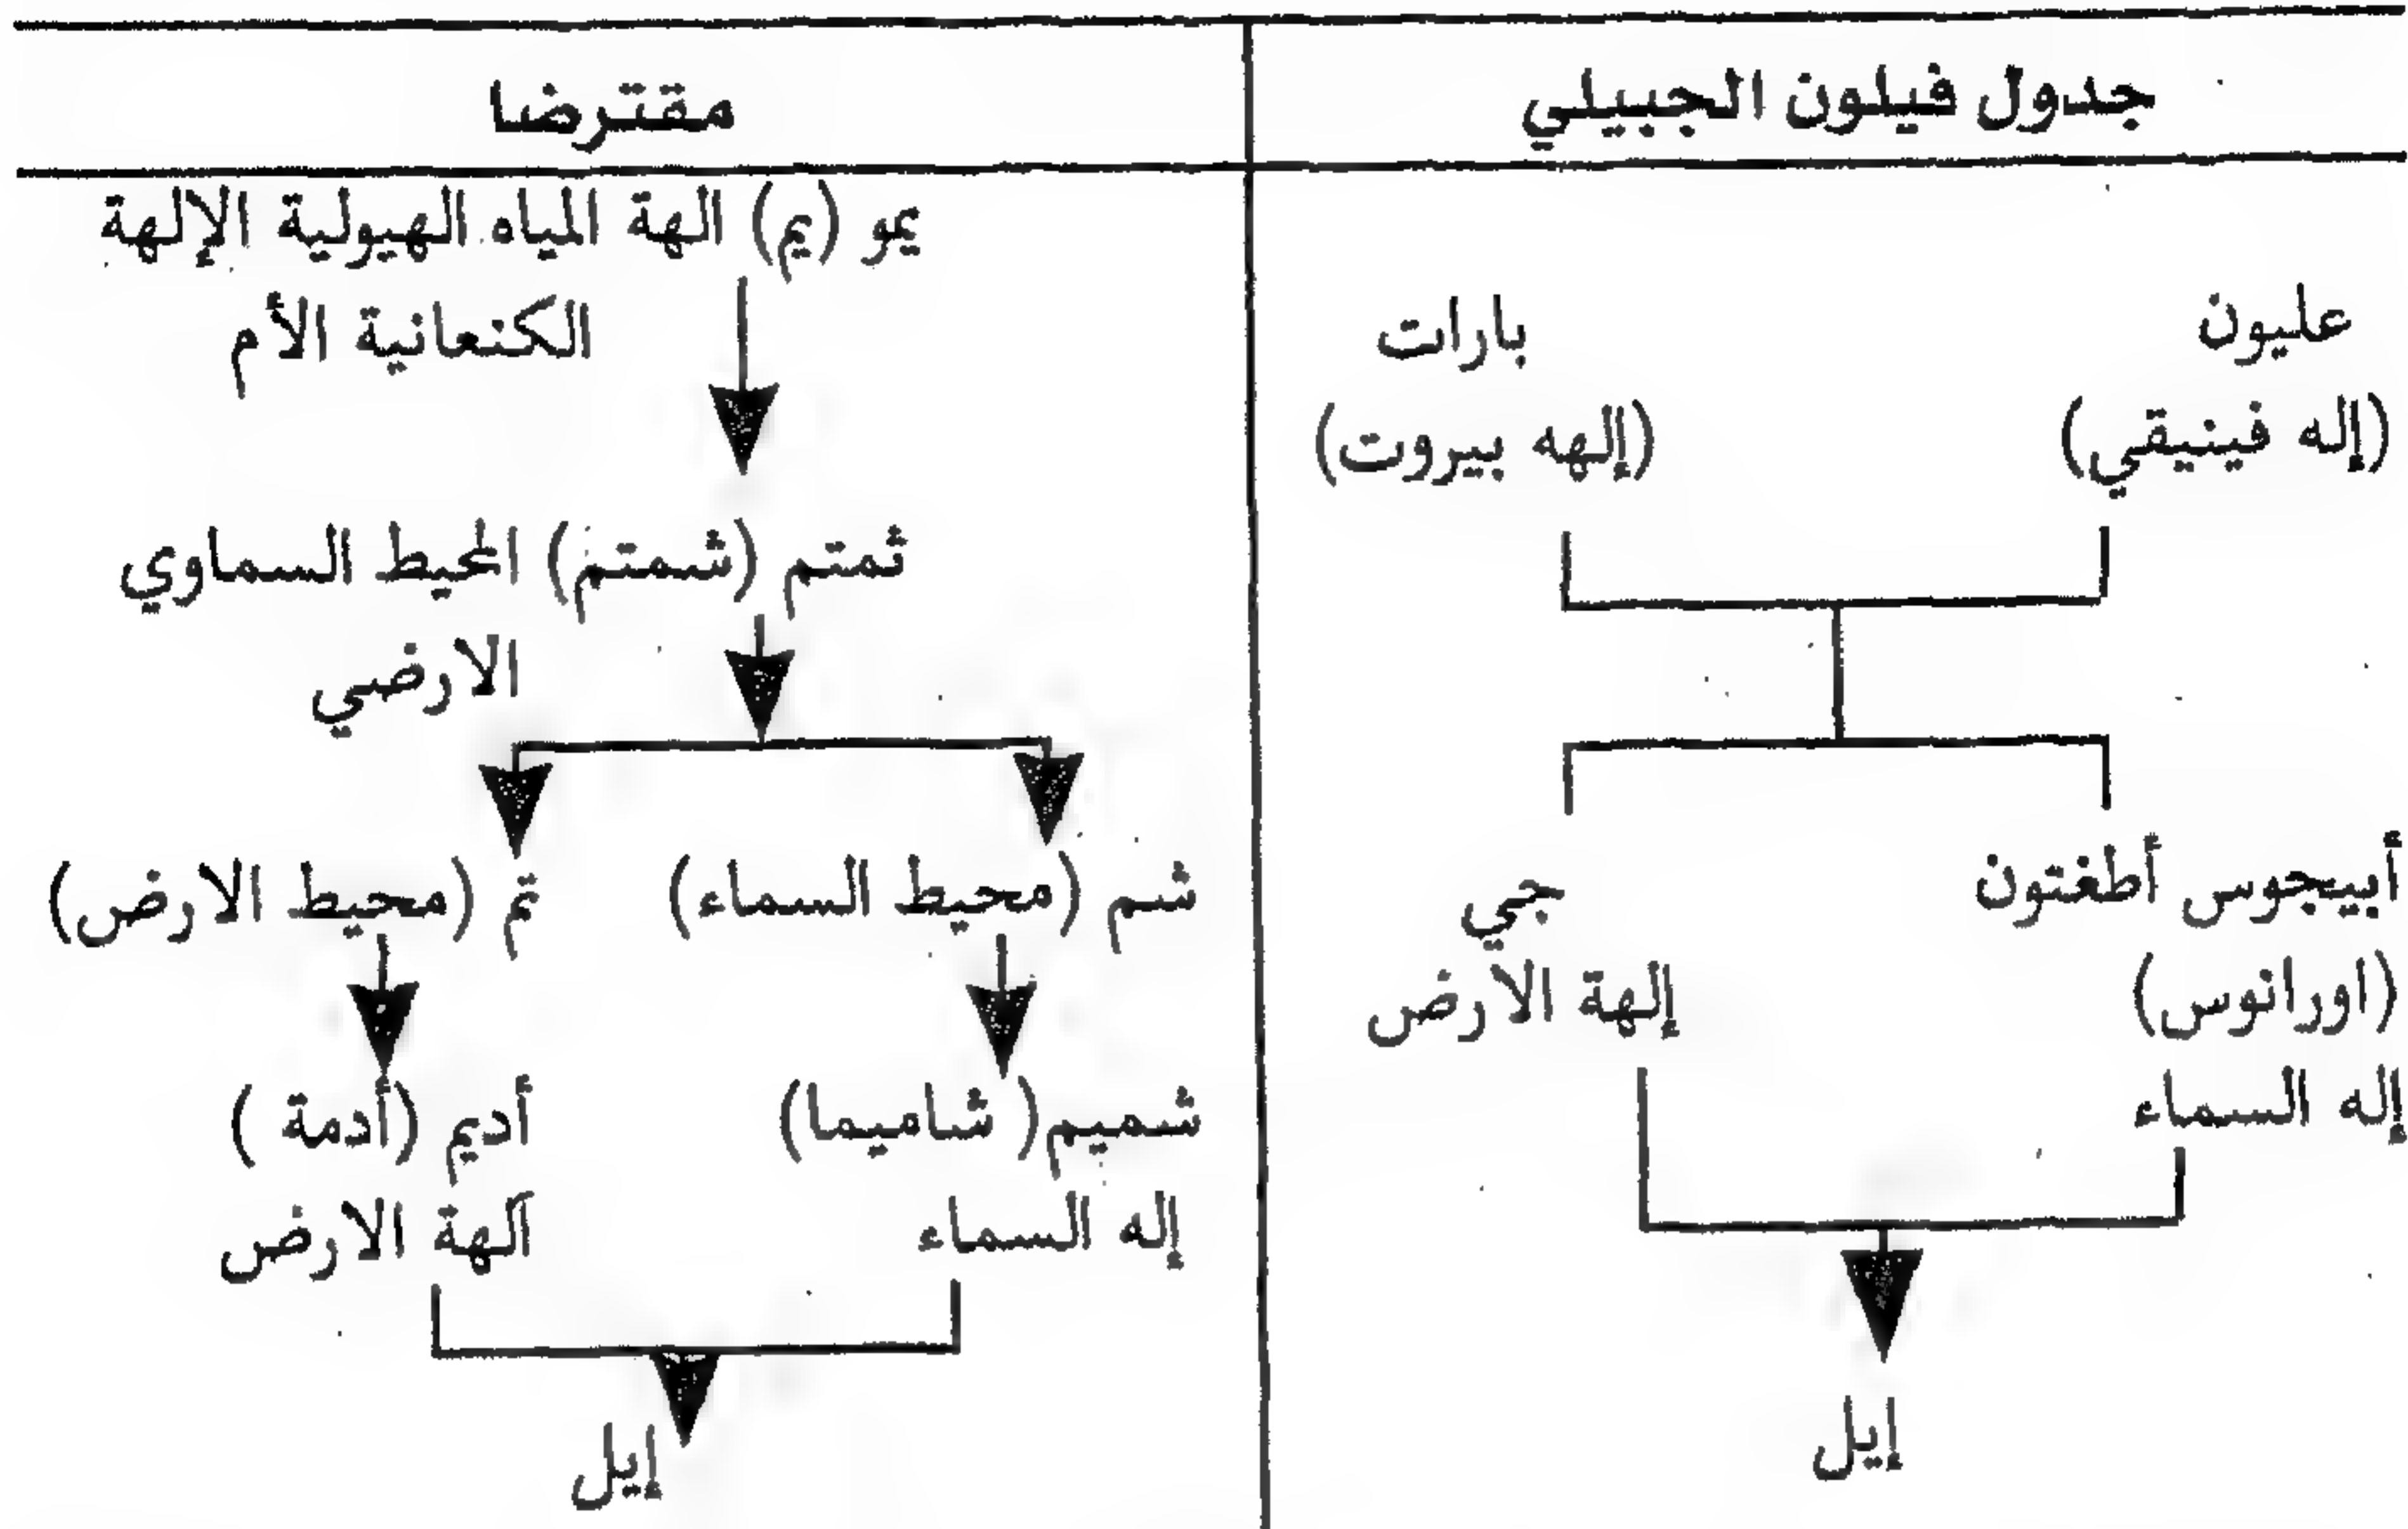 جدول فيلون الجبيلي
عليون
(إله فينيقي)
بارات
(إلهه بيروت)
أبيجوس أطغتون
(اورانوس)
إله السماء
جي
إلهة الارض
إيل
مقترضا
يمو (يم) الهة المياه الهيولية الإلهة
الكنعانية الأم
ثمتم (شمتم) المحيط السماوي
الارضي
شم (محيط السماء)
تم (محيط الارض)
شميم (شاميما)
إله السماء
أديم (أدمة)
آلهة الارض
إيل